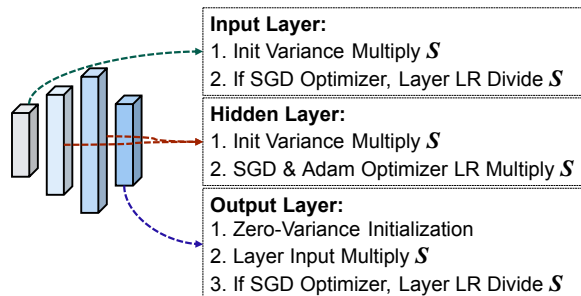 Input Layer:
1. Init Variance Multiply S
2. If SGD Optimizer, Layer LR Divide S
Hidden Layer:
1. Init Variance Multiply S
2. SGD & Adam Optimizer LR Multiply S
Output Layer:
1. Zero-Variance Initialization
2. Layer Input Multiply S
3. If SGD Optimizer, Layer LR Divide S